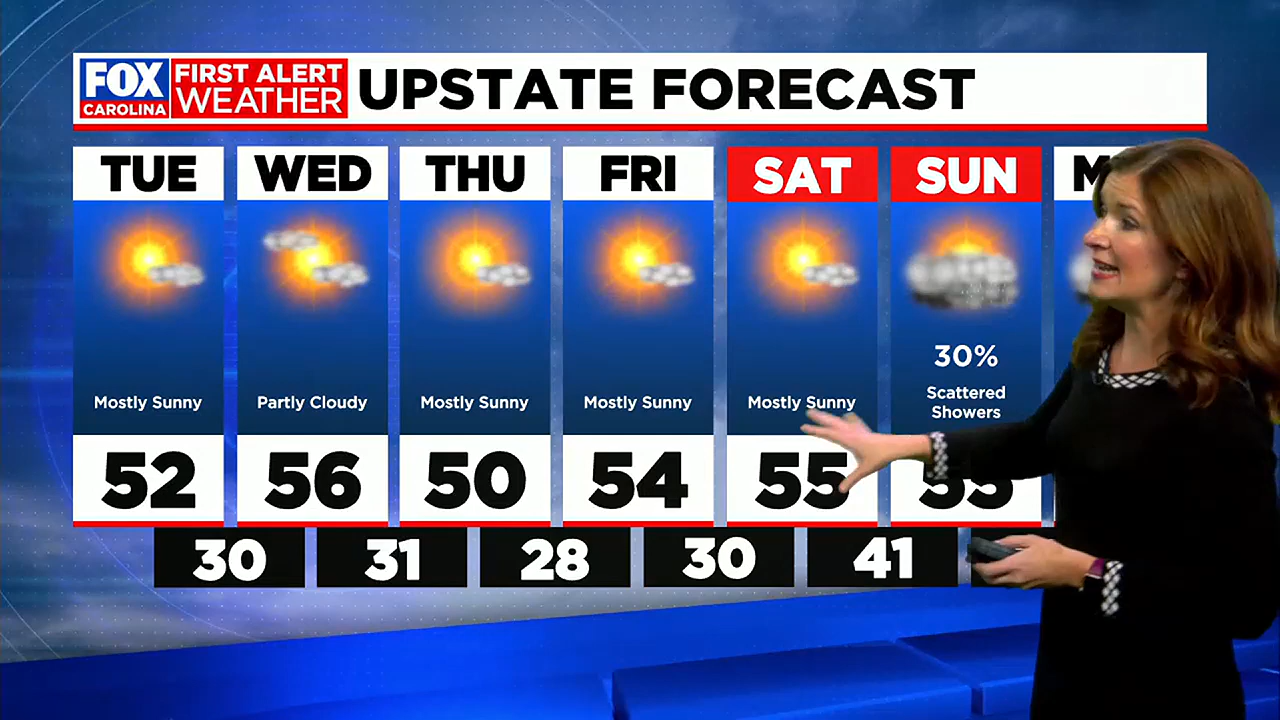 FOX
CAROLINA
FIRST ALERT
WEATHER
UPSTATE FORECAST
TUE
WED
THU
FRI
SAT
SUN
Mostly Sunny
Partly Cloudy
Mostly Sunny
Mostly Sunny
Mostly Sunny
30%
Scattered
Showers
52
56
50
54
55
55
30
31
28
30
41